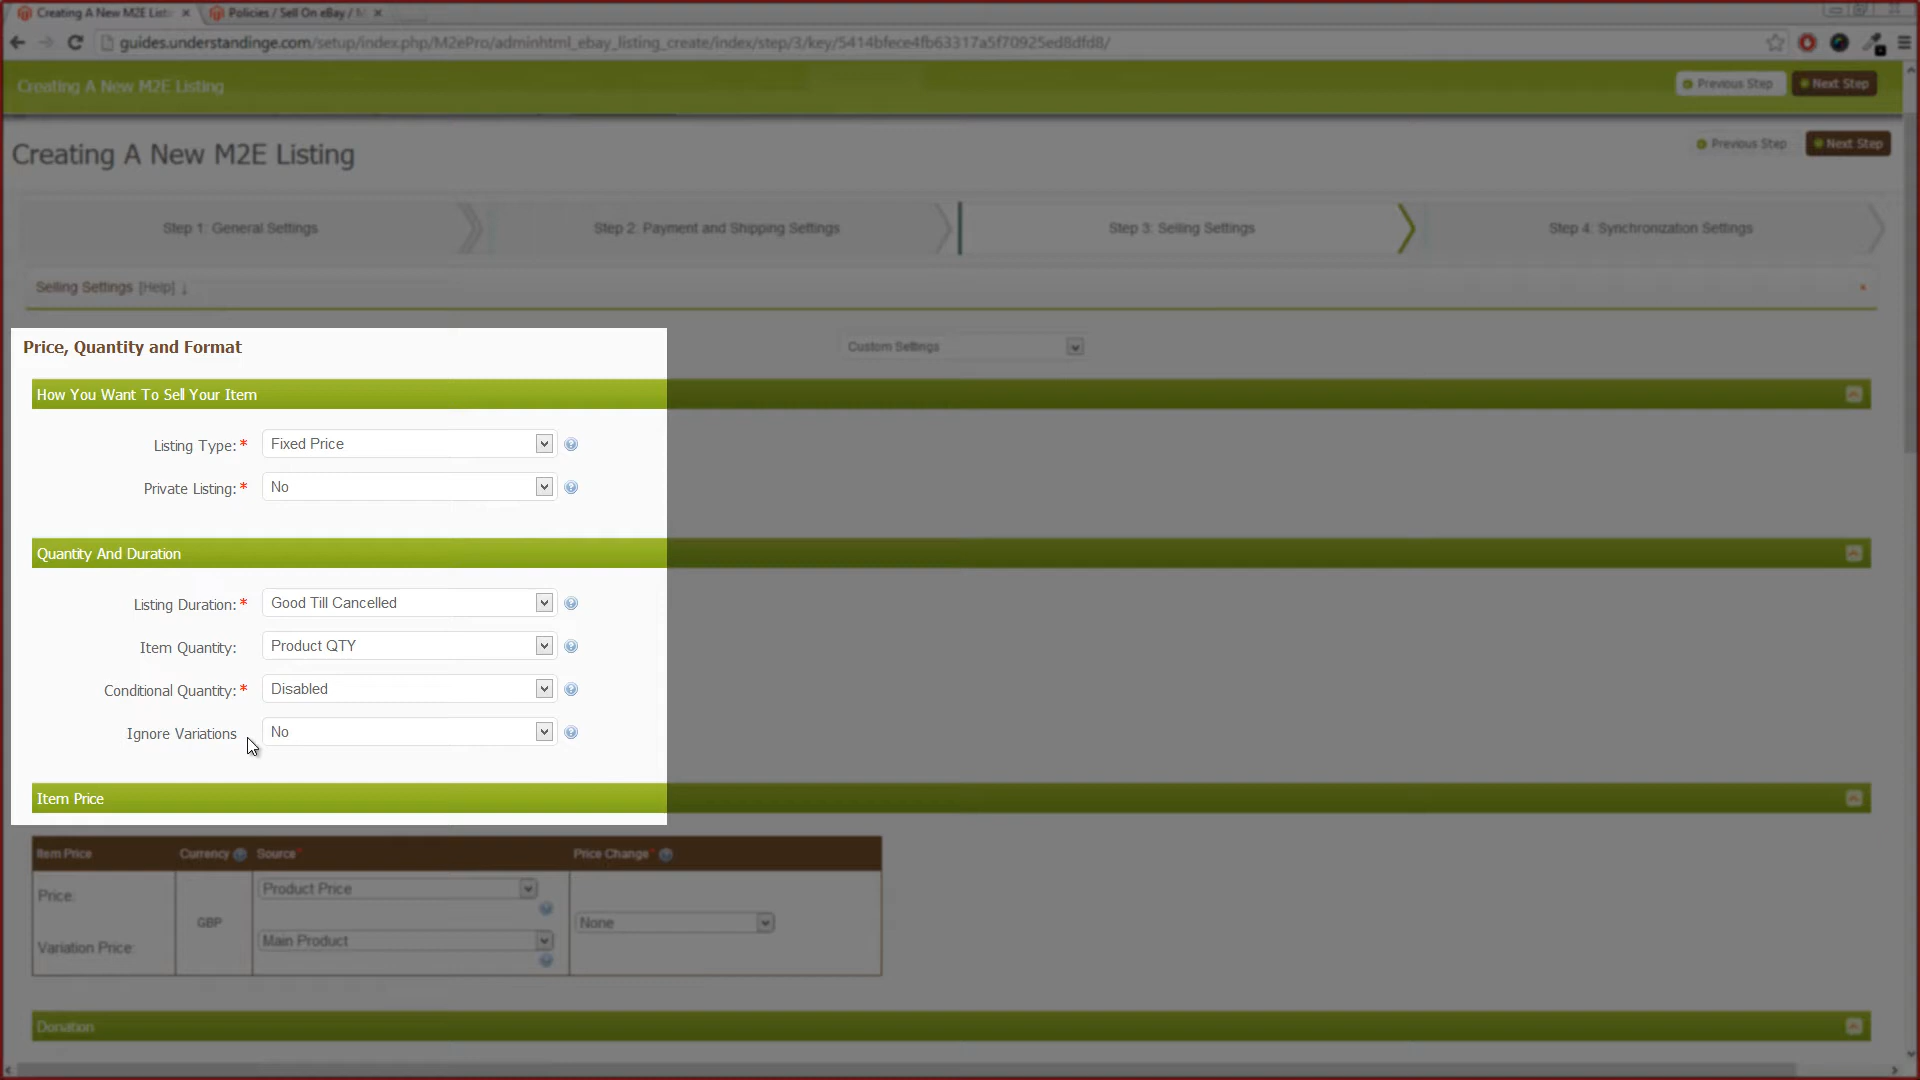 Creating A New M2E List
Policies / Sell On eBay / M
guides.understandinge.com/setup/index.php/M2ePro/adminhtml_ebay_listing_create/index/step/3/key/5414bfece4fb63317a5f70925ed8dfd8/
Creating A New M2E Listing
Previous Step
Next Step
Creating A New M2E Listing
Previous Step
Next Step
Step 1: General Settings
Step 2: Payment and Shipping Settings
Step 3: Selling Settings
Step 4: Synchronization Settings
Selling Settings [Help] ↓
Price, Quantity and Format
Custom Settings
How You Want To Sell Your Item
Listing Type:* Fixed Price
Private Listing:* No
Quantity And Duration
Listing Duration:* Good Till Cancelled
Item Quantity: Product QTY
Conditional Quantity:* Disabled
Ignore Variations No
Item Price
Item Price Currency Source* Price Change*
Price: Product Price
GBP None
Variation Price: Main Product
Donation